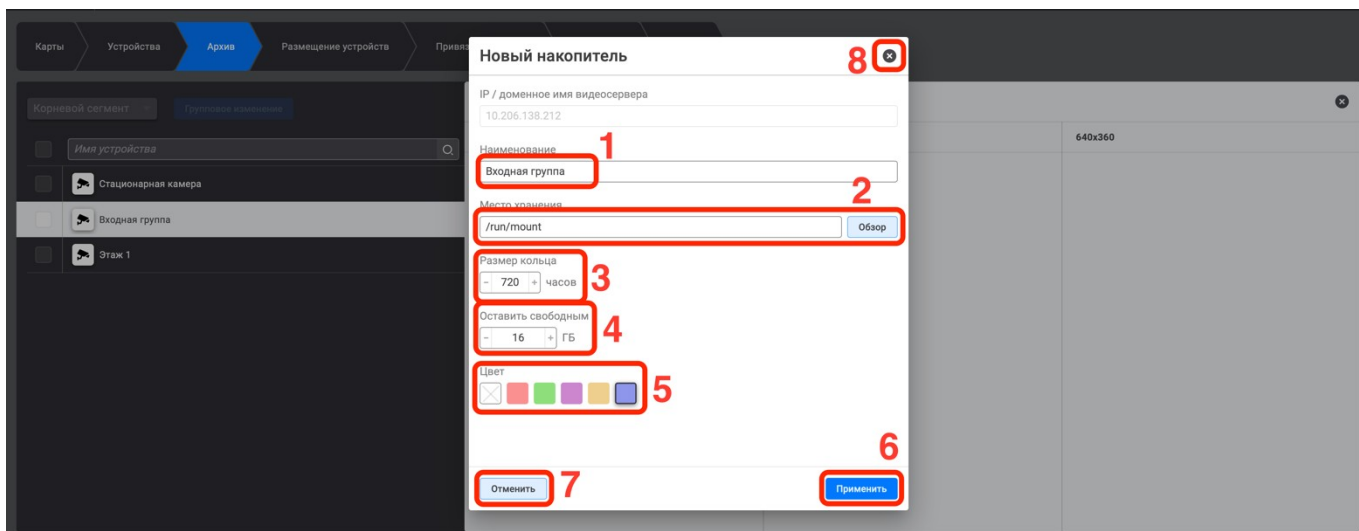 Карты
Устройства
Архив
Размещение устройств
Привяз
Корневой сегмент
Групповое изменение
Имя устройства
Стационарная камера
Входная группа
Этаж 1
Новый накопитель
8
IP / доменное имя видеосервера
10.206.138.212
Наименование
1
Входная группа
Место хранения
2
/run/mount
Обзор
Размер кольца
- 720 + часов
3
Оставить свободным
- 16 + ГБ
4
Цвет
5
6
Отменить
7
Применить
640x360